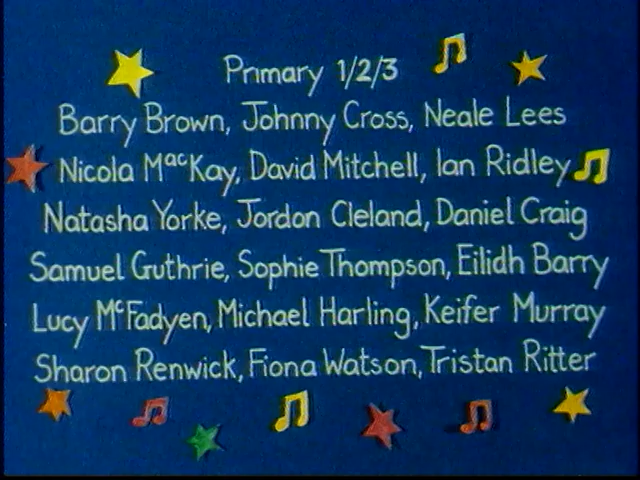 Primary 1/2/3
Barry Brown, Johnny Cross, Neale Lees
Nicola MacKay, David Mitchell, Ian Ridley
Natasha Yorke, Jordon Cleland, Daniel Craig
Samuel Guthrie, Sophie Thompson, Eilidh Barry
Lucy McFadyen, Michael Harling, Keifer Murray
Sharon Renwick, Fiona Watson, Tristan Ritter